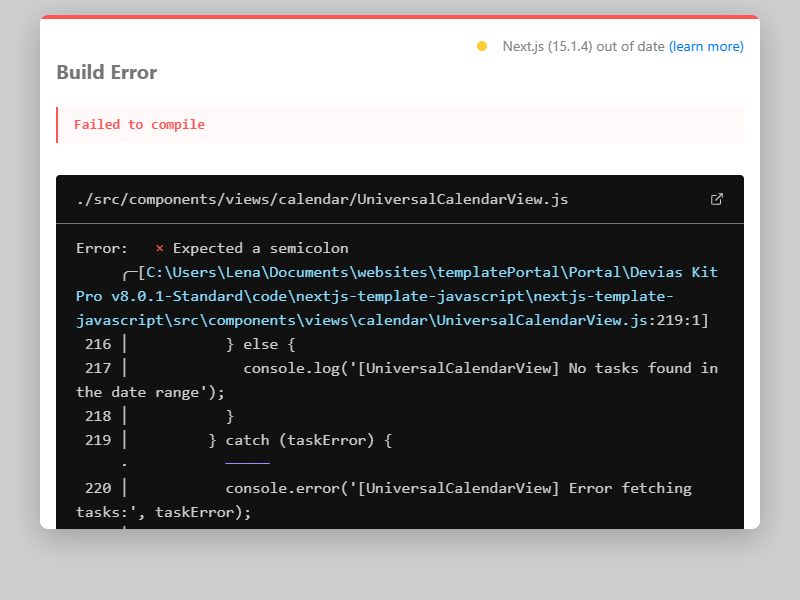 Next.js (15.1.4) out of date (learn more)
Build Error
Failed to compile
./src/components/views/calendar/UniversalCalendarView.js
Error:   × Expected a semicolon
     ╭─[C:\Users\Lena\Documents\websites\templatePortal\Portal\Devias Kit
Pro v8.0.1-Standard\code\nextjs-template-javascript\nextjs-template-
javascript\src\components\views\calendar\UniversalCalendarView.js:219:1]
 216 │           } else {
 217 │             console.log('[UniversalCalendarView] No tasks found in
the date range');
 218 │           }
 219 │         } catch (taskError) {
     ·           ─────
 220 │           console.error('[UniversalCalendarView] Error fetching
tasks:', taskError);